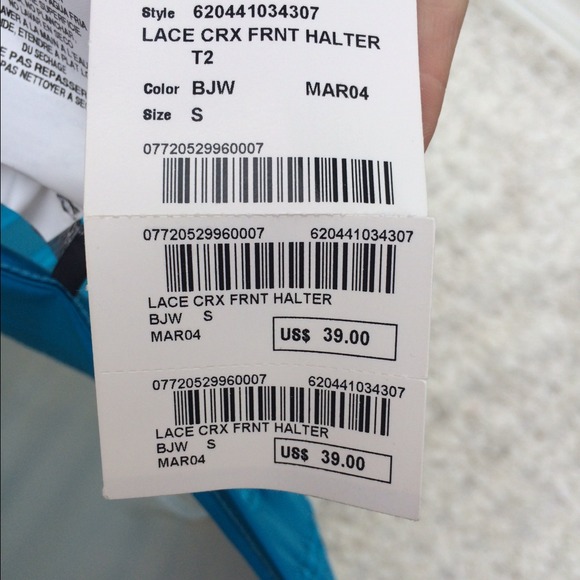 Style 620441034307
LACE CRX FRNT HALTER
T2
Color BJW MAR04
Size S
07720529960007
07720529960007 620441034307
LACE CRX FRNT HALTER
BJW S
MAR04
US$ 39.00
07720529960007 620441034307
LACE CRX FRNT HALTER
BJW S
MAR04
US$ 39.00
DU SECHAGE
PAS REPASSER
PAS NETTOYER A SEC